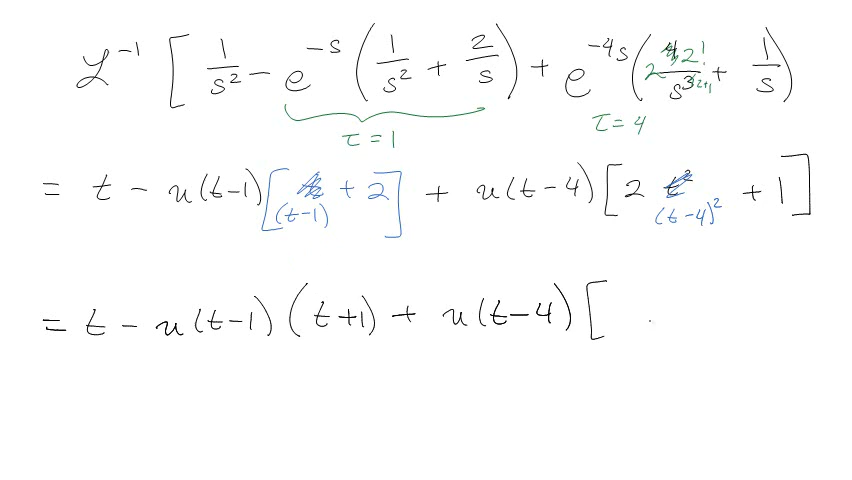 ℒ⁻¹ [ 1/s² − e^{−s} ( 1/s² + 2/s ) + e^{−4s} ( 2 2!/s^{2+1} + 1/s )
τ = 1 τ = 4
= t − u(t−1) [ (t−1) + 2 ] + u(t−4) [ 2 (t−4)² + 1 ]
= t − u(t−1) (t+1) + u(t−4) [